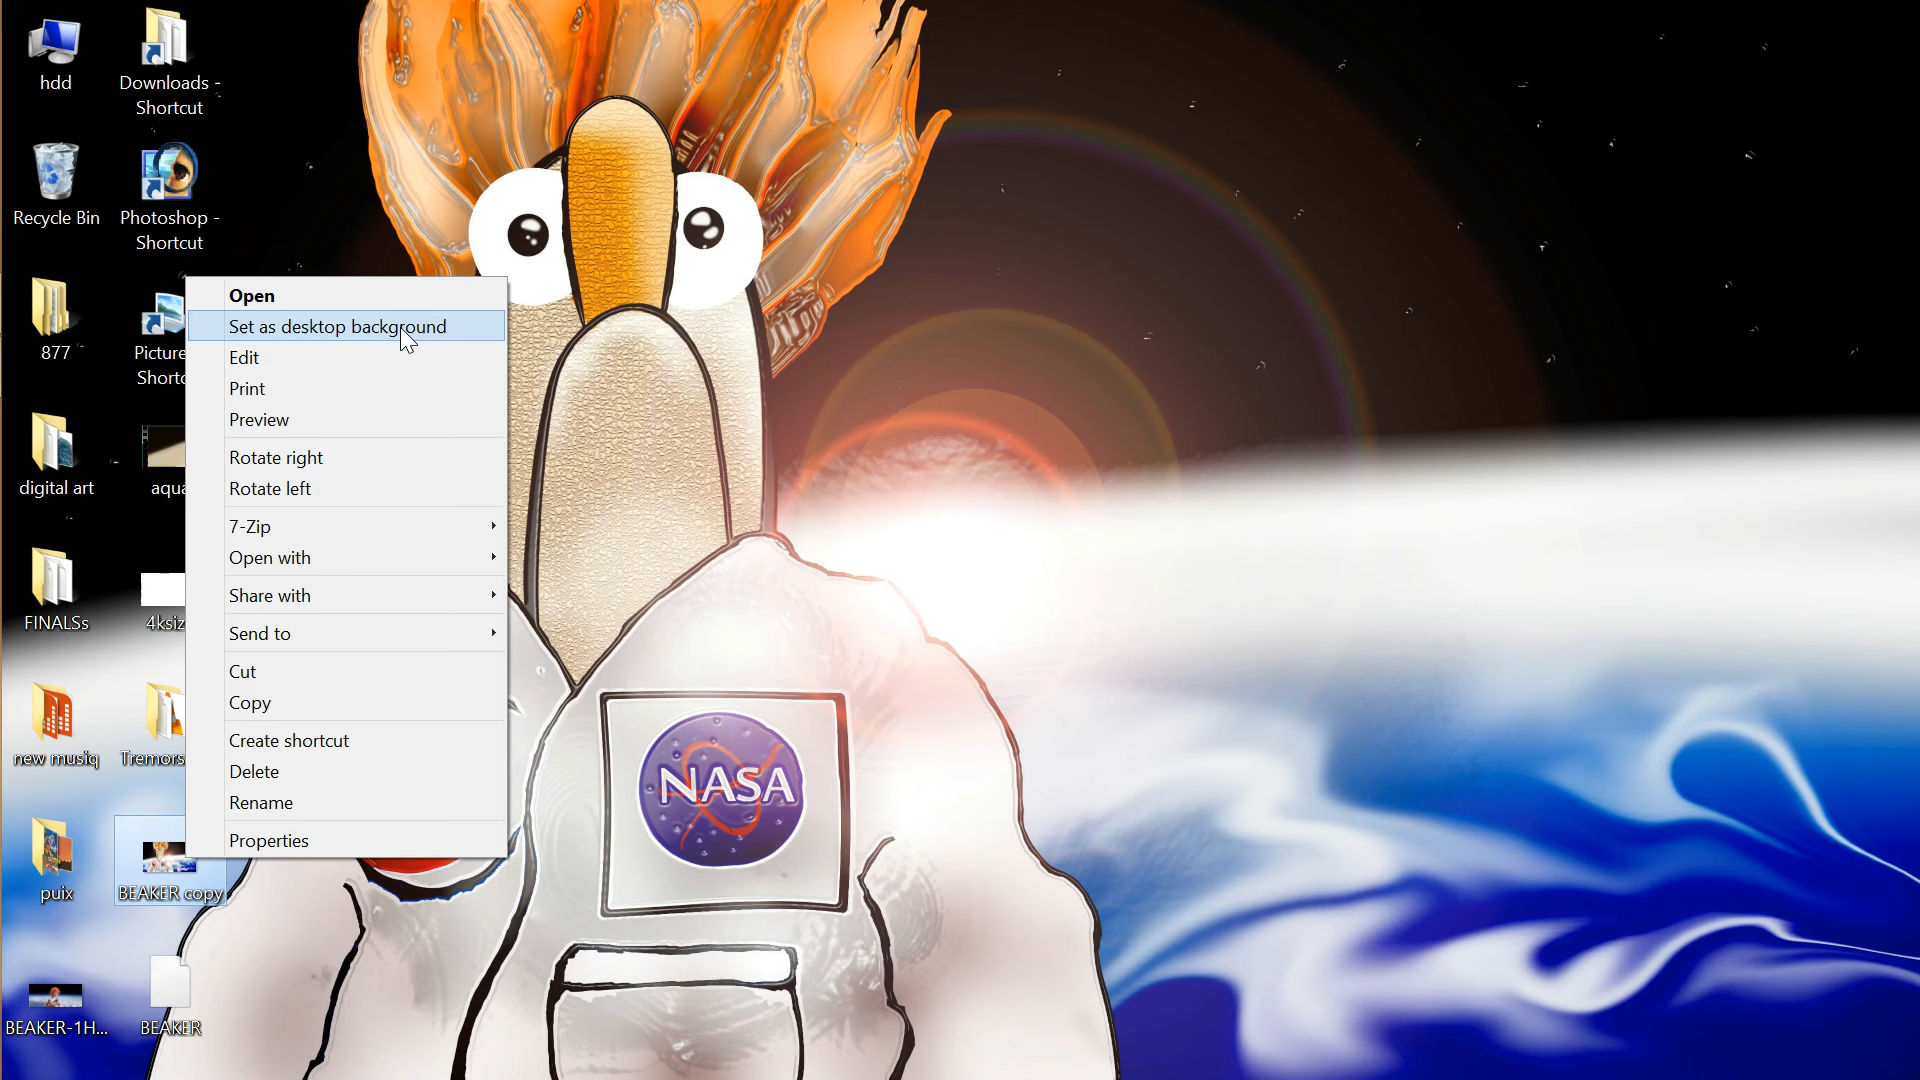 hdd
Downloads -
Shortcut
Recycle Bin
Photoshop -
Shortcut
877
Picture
Shortc
digital art
aqua
FINALSs
4ksiz
new musiq
Tremors
puix
BEAKER copy
BEAKER-1H...
BEAKER
Open
Set as desktop background
Edit
Print
Preview
Rotate right
Rotate left
7-Zip
Open with
Share with
Send to
Cut
Copy
Create shortcut
Delete
Rename
Properties
NASA